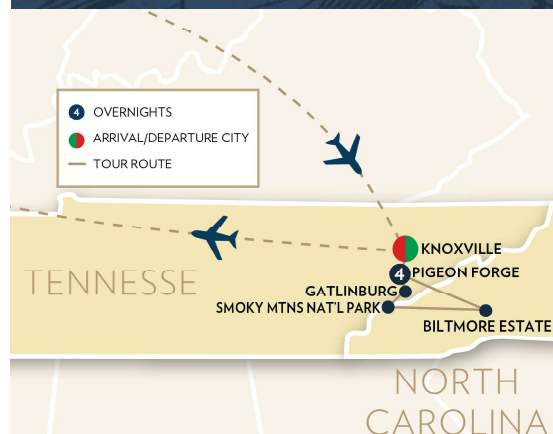 4 OVERNIGHTS
ARRIVAL/DEPARTURE CITY
TOUR ROUTE
KNOXVILLE
4 PIGEON FORGE
TENNESSE
GATLINBURG
SMOKY MTNS NAT'L PARK
BILTMORE ESTATE
NORTH
CAROLINA